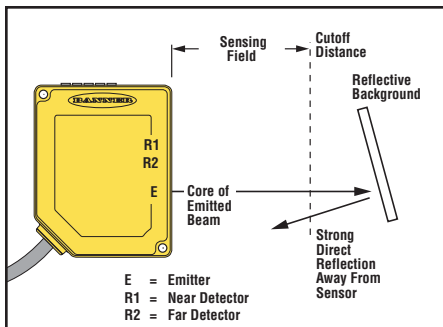 Sensing
Field
Cutoff
Distance
Reflective
Background
BANNER
R1
R2
E
Core of
Emitted
Beam
Strong
Direct
Reflection
Away From
Sensor
E = Emitter
R1 = Near Detector
R2 = Far Detector